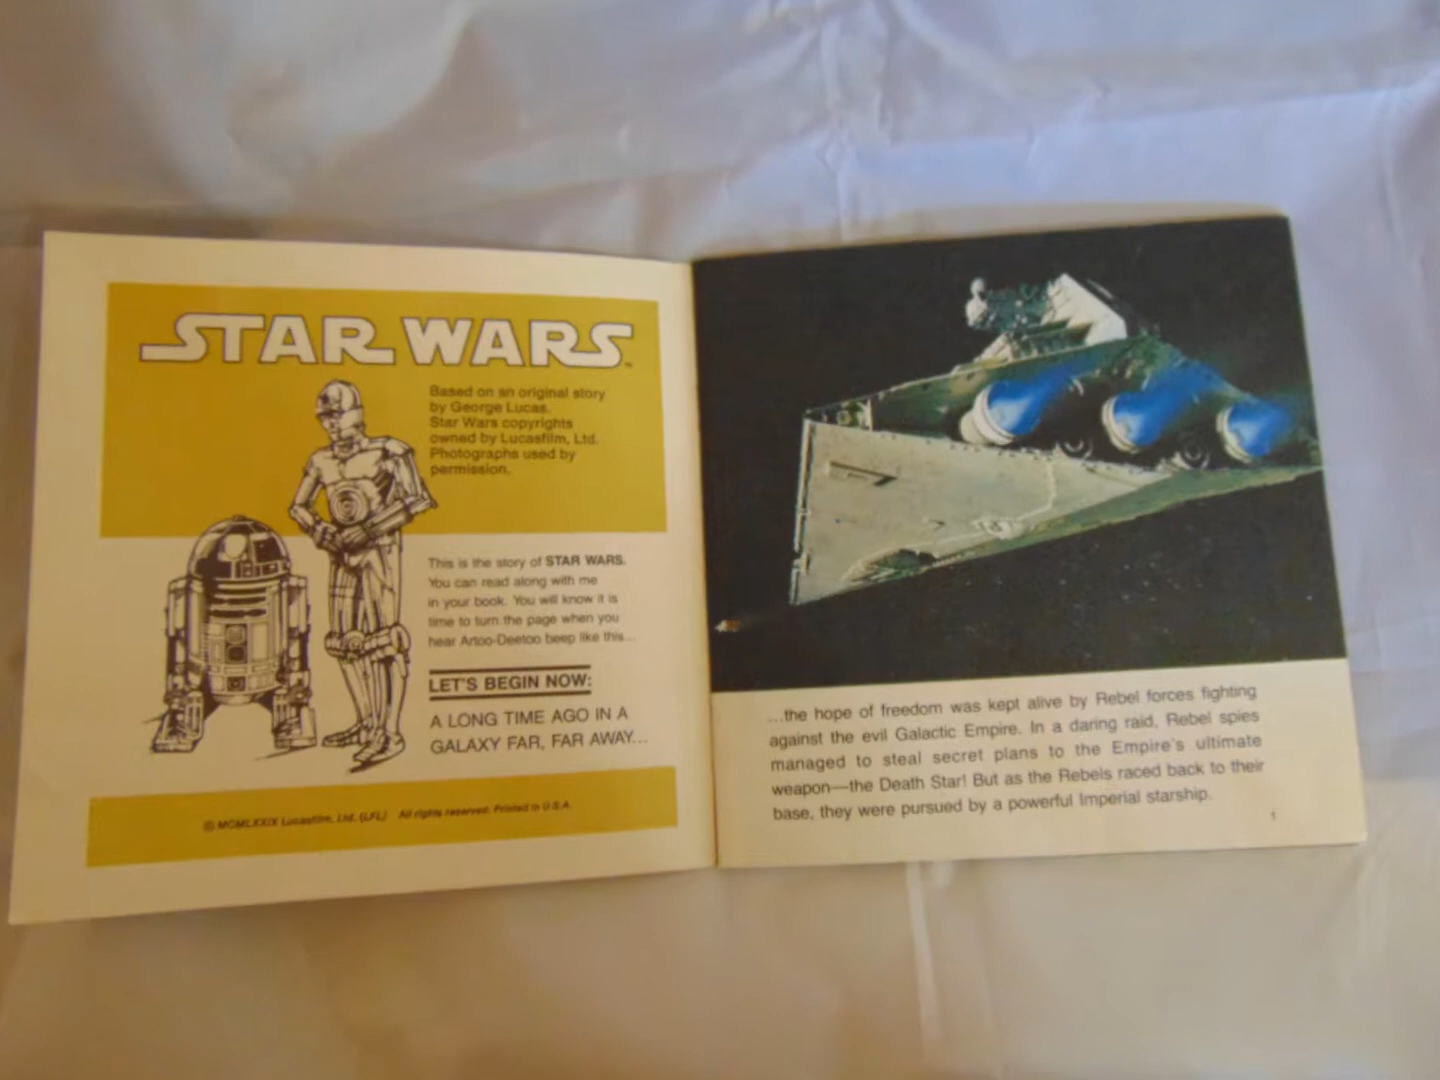 STAR WARS™
Based on an original story
by George Lucas.
Star Wars copyrights
owned by Lucasfilm, Ltd.
Photographs used by
permission.
This is the story of STAR WARS.
You can read along with me
in your book. You will know it is
time to turn the page when you
hear Artoo-Deetoo beep like this...
LET'S BEGIN NOW:
A LONG TIME AGO IN A
GALAXY FAR, FAR AWAY...
© MCMLXXIX Lucasfilm, Ltd. (LFL) All rights reserved. Printed in U.S.A.
...the hope of freedom was kept alive by Rebel forces fighting
against the evil Galactic Empire. In a daring raid, Rebel spies
managed to steal secret plans to the Empire's ultimate
weapon—the Death Star! But as the Rebels raced back to their
base, they were pursued by a powerful Imperial starship.
1